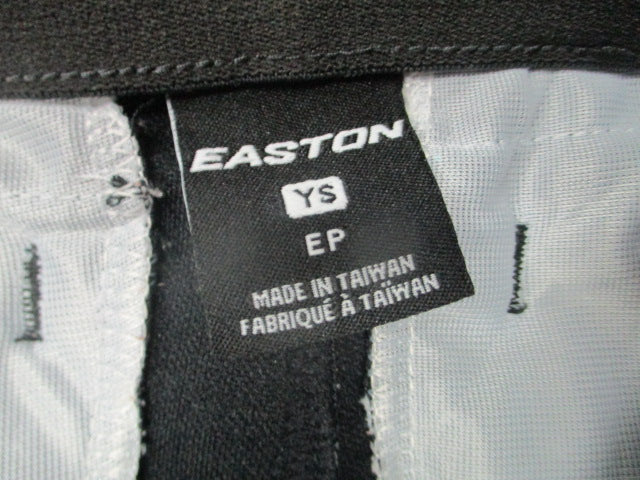 EASTON
YS
EP
MADE IN TAIWAN
FABRIQUÉ À TAÏWAN